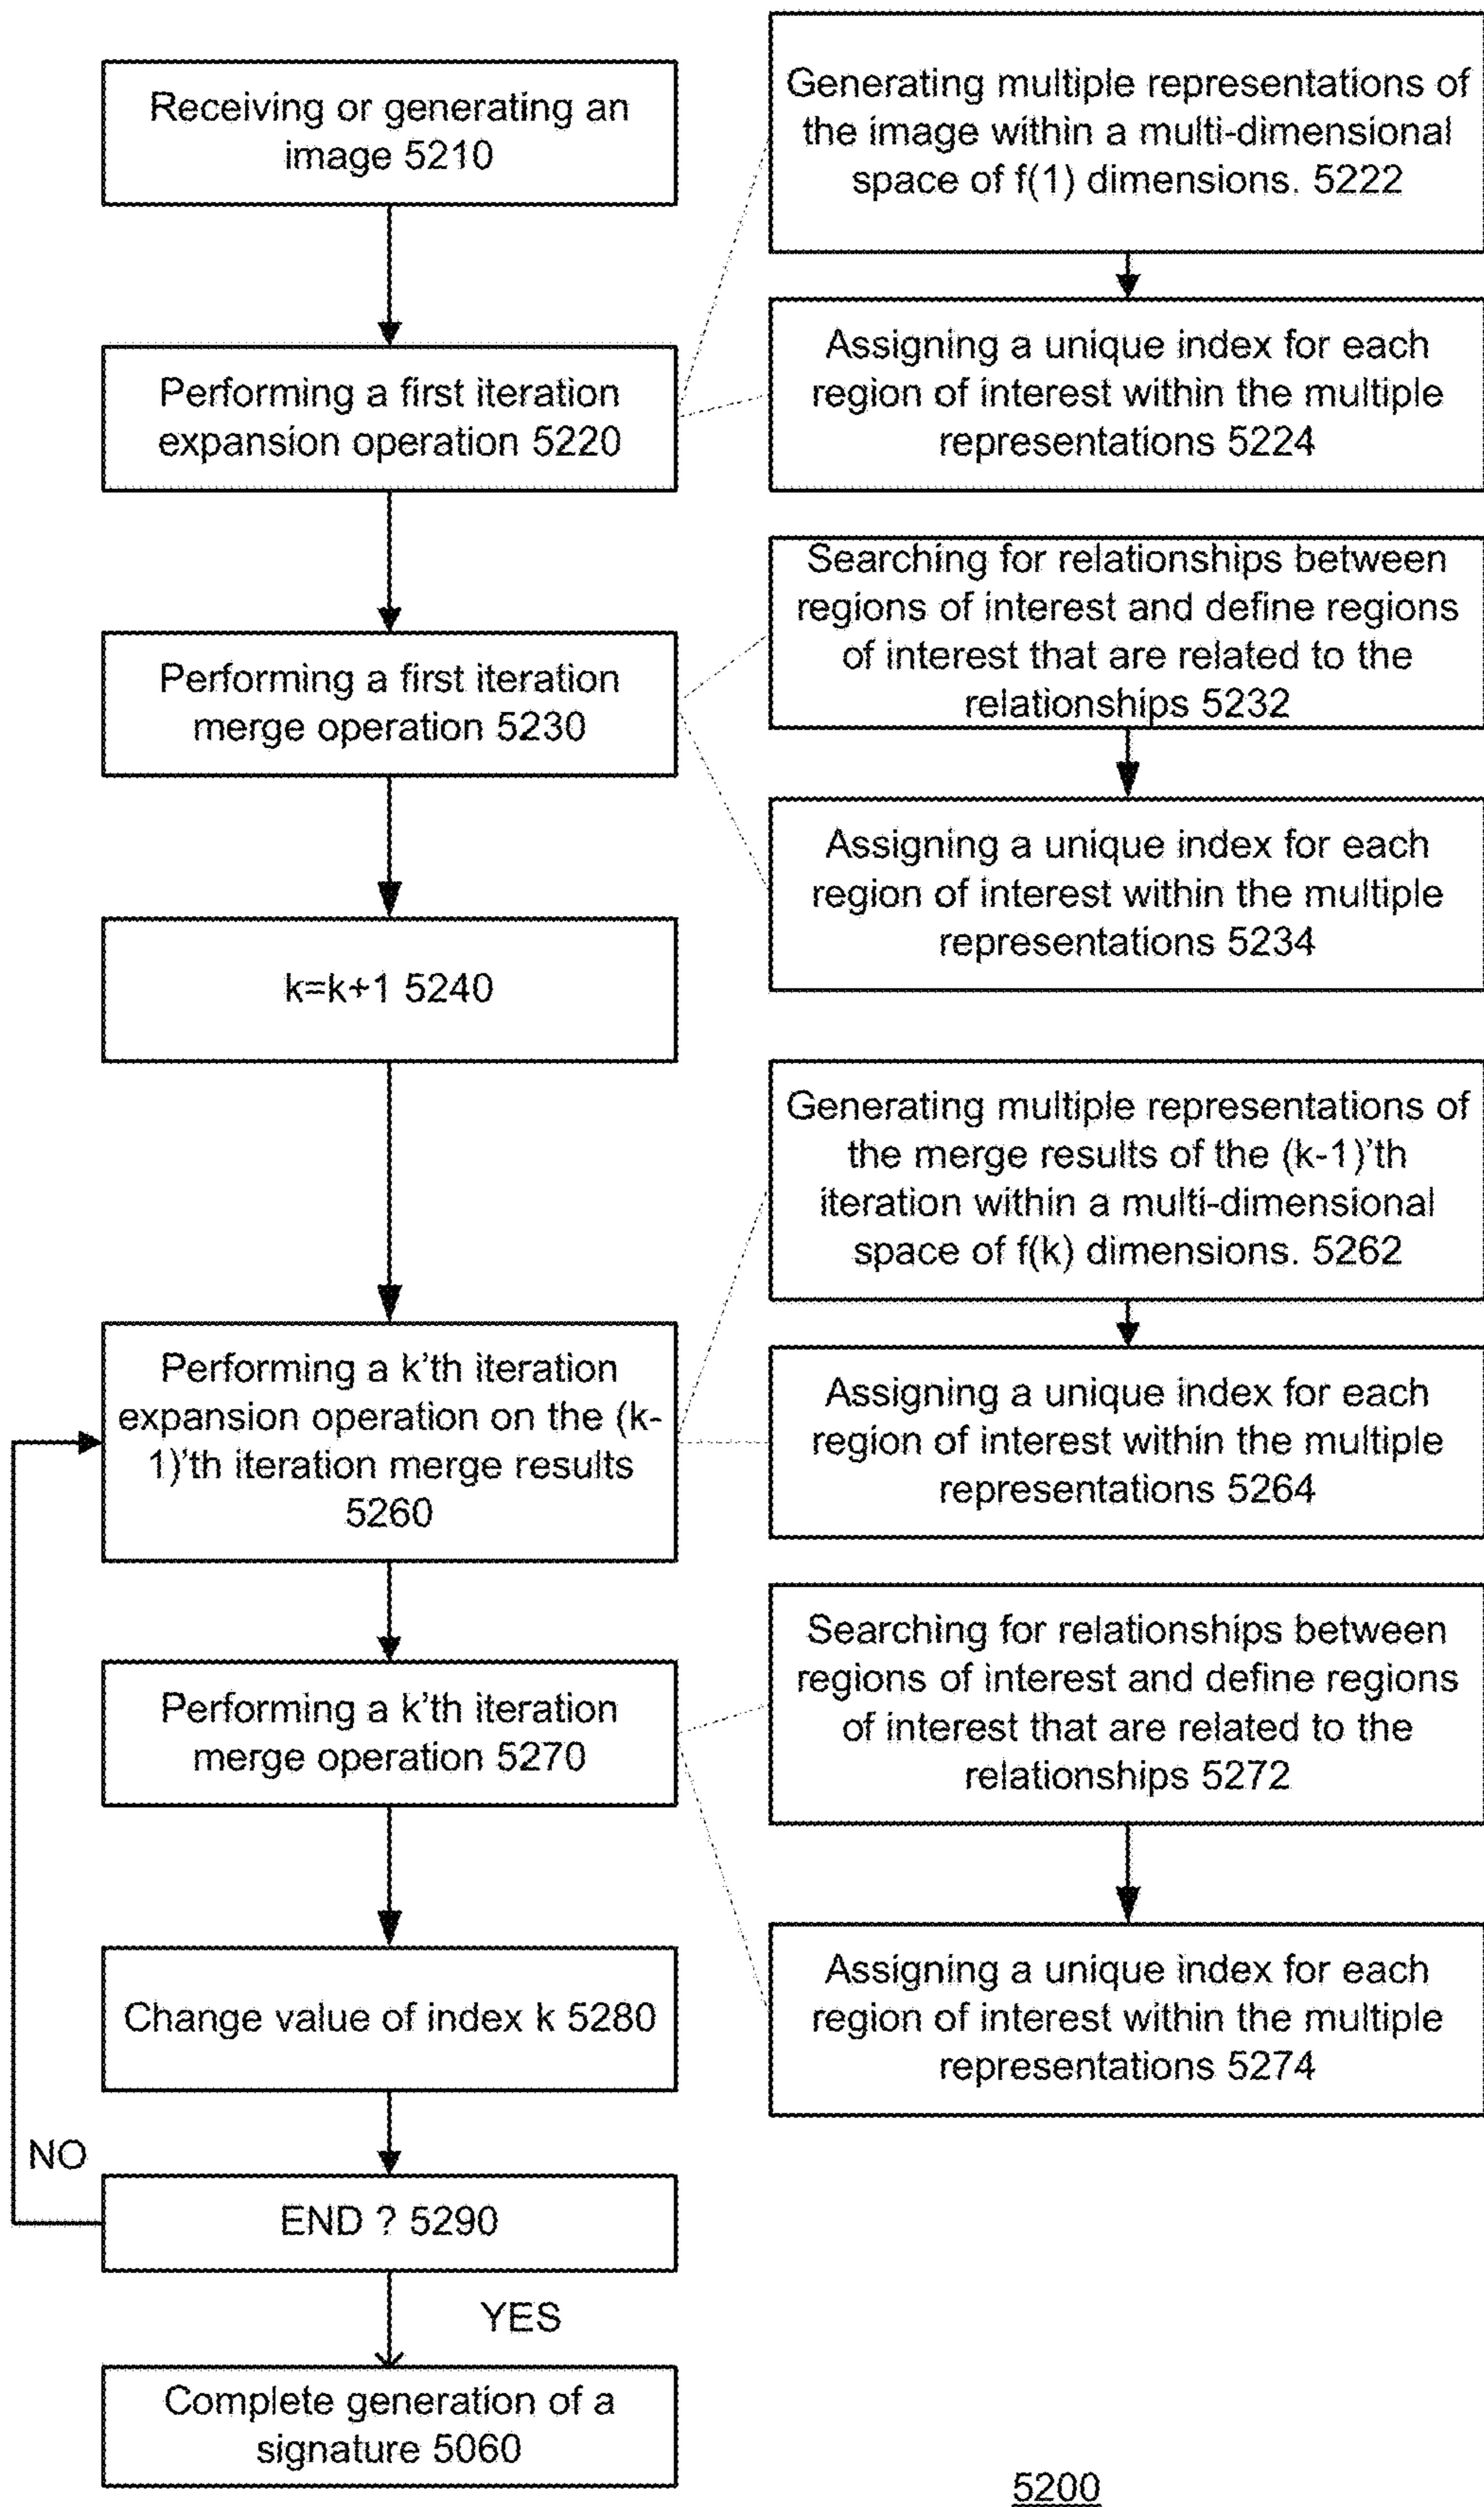 Receiving or generating an
image 5210
Generating multiple representations of
the image within a multi-dimensional
space of f(1) dimensions. 5222
Performing a first iteration
expansion operation 5220
Assigning a unique index for each
region of interest within the multiple
representations 5224
Performing a first iteration
merge operation 5230
Searching for relationships between
regions of interest and define regions
of interest that are related to the
relationships 5232
Assigning a unique index for each
region of interest within the multiple
representations 5234
k=k+1 5240
Generating multiple representations of
the merge results of the (k-1)'th
iteration within a multi-dimensional
space of f(k) dimensions. 5262
Performing a k'th iteration
expansion operation on the (k-
1)'th iteration merge results
5260
Assigning a unique index for each
region of interest within the multiple
representations 5264
Performing a k'th iteration
merge operation 5270
Searching for relationships between
regions of interest and define regions
of interest that are related to the
relationships 5272
Assigning a unique index for each
region of interest within the multiple
representations 5274
Change value of index k 5280
NO
END ? 5290
YES
Complete generation of a
signature 5060
5200